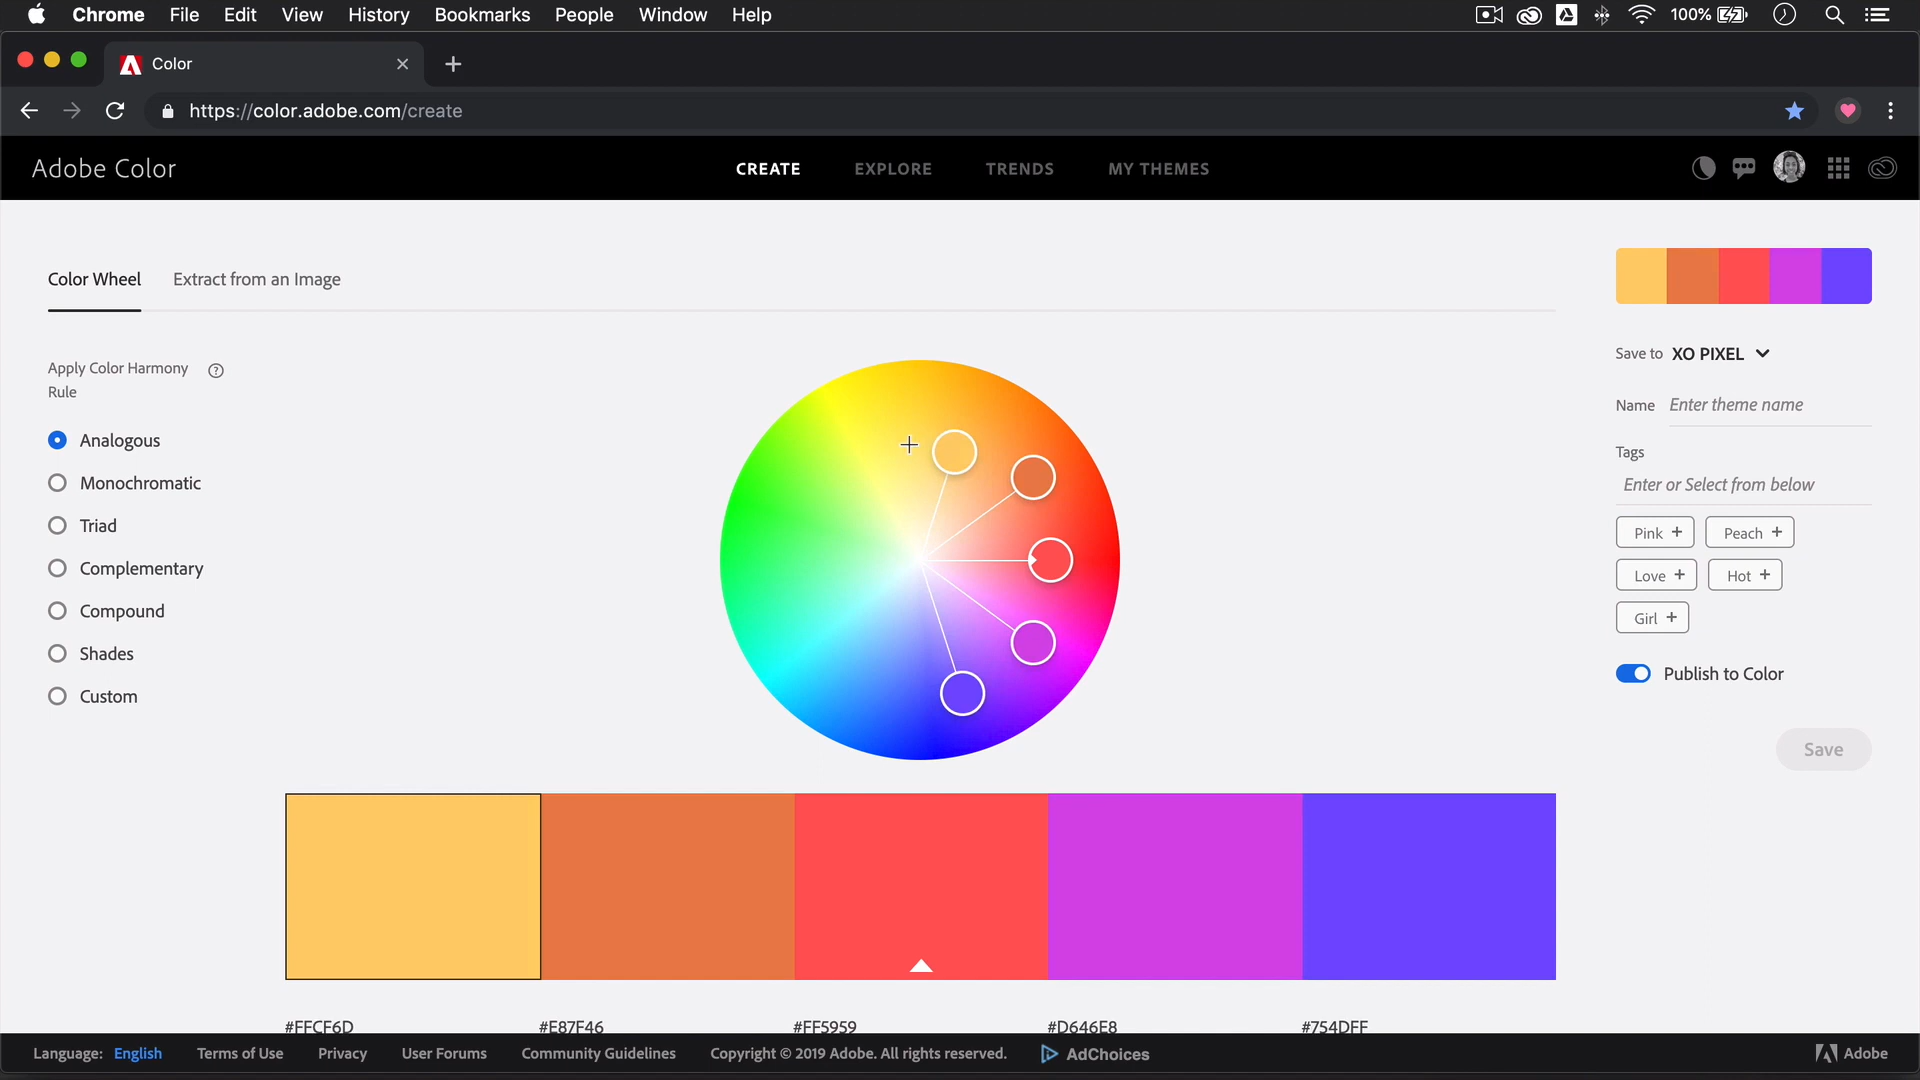 Chrome File Edit View History Bookmarks People Window Help 100%
Color
https://color.adobe.com/create
Adobe Color CREATE EXPLORE TRENDS MY THEMES
Color Wheel Extract from an Image
Apply Color Harmony
Rule
Analogous
Monochromatic
Triad
Complementary
Compound
Shades
Custom
Save to XO PIXEL
Name Enter theme name
Tags
Enter or Select from below
Pink + Peach +
Love + Hot +
Girl +
Publish to Color
Save
#FFCF6D #E87F46 #FF5959 #D646E8 #754DFF
Language: English Terms of Use Privacy User Forums Community Guidelines Copyright © 2019 Adobe. All rights reserved. AdChoices Adobe